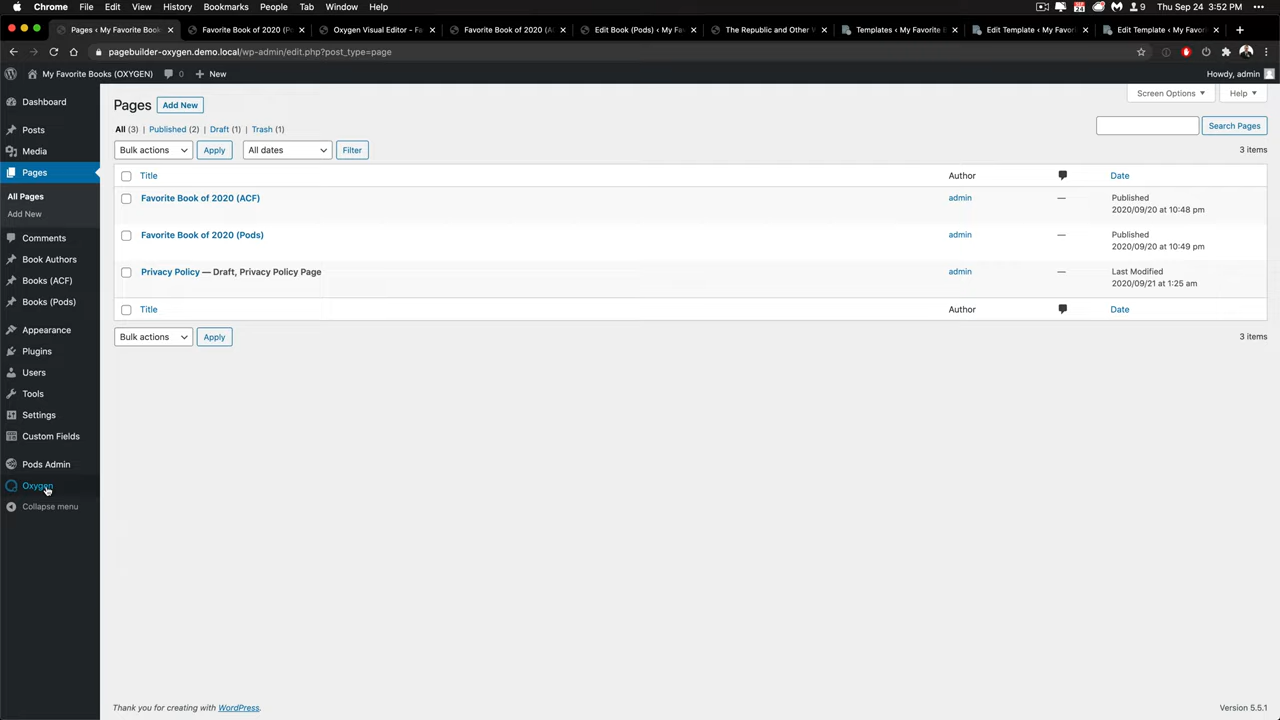 Chrome File Edit View History Bookmarks People Tab Window Help 9 Thu Sep 24 3:52 PM
Pages ‹ My Favorite Book Favorite Book of 2020 (P Oxygen Visual Editor - Fa Favorite Book of 2020 (A Edit Book (Pods) ‹ My Fa The Republic and Other W Templates ‹ My Favorite B Edit Template ‹ My Favor Edit Template ‹ My Favor
pagebuilder-oxygen.demo.local/wp-admin/edit.php?post_type=page
My Favorite Books (OXYGEN) 0 New Howdy, admin
Dashboard
Posts
Media
Pages
All Pages
Add New
Comments
Book Authors
Books (ACF)
Books (Pods)
Appearance
Plugins
Users
Tools
Settings
Custom Fields
Pods Admin
Oxygen
Collapse menu
Screen Options Help
Pages Add New
All (3) | Published (2) | Draft (1) | Trash (1)
Search Pages
Bulk actions Apply All dates Filter 3 items
Title Author Date
Favorite Book of 2020 (ACF) admin — Published
2020/09/20 at 10:48 pm
Favorite Book of 2020 (Pods) admin — Published
2020/09/20 at 10:49 pm
Privacy Policy — Draft, Privacy Policy Page admin — Last Modified
2020/09/21 at 1:25 am
Title Author Date
Bulk actions Apply 3 items
Thank you for creating with WordPress. Version 5.5.1